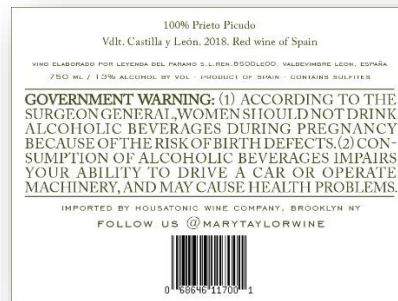 100% Prieto Picudo
Vdlt. Castilla y León. 2018. Red wine of Spain
VINO ELABORADO POR LEYENDA DEL PARAMO S.L.REN.8500LE00. VALDEVIMBRE LEON, ESPAÑA
750 ML / 13% ALCOHOL BY VOL - PRODUCT OF SPAIN - CONTAINS SULFITES
GOVERNMENT WARNING: (1) ACCORDING TO THE
SURGEON GENERAL,WOMEN SHOULD NOT DRINK
ALCOHOLIC BEVERAGES DURING PREGNANCY
BECAUSE OF THE RISK OF BIRTH DEFECTS.(2) CON-
SUMPTION OF ALCOHOLIC BEVERAGES IMPAIRS
YOUR ABILITY TO DRIVE A CAR OR OPERATE
MACHINERY, AND MAY CAUSE HEALTH PROBLEMS.
IMPORTED BY HOUSATONIC WINE COMPANY, BROOKLYN NY
FOLLOW US @MARYTAYLORWINE
0 68646 11700 1